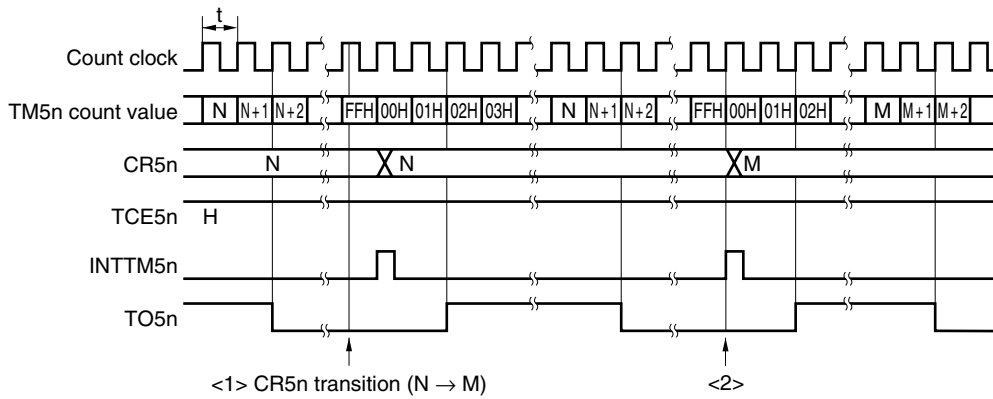 t
Count clock
TM5n count value N N+1 N+2 FFH 00H 01H 02H 03H N N+1 N+2 FFH 00H 01H 02H M M+1 M+2
CR5n N N M
TCE5n H
INTTM5n
TO5n
<1> CR5n transition (N → M) <2>